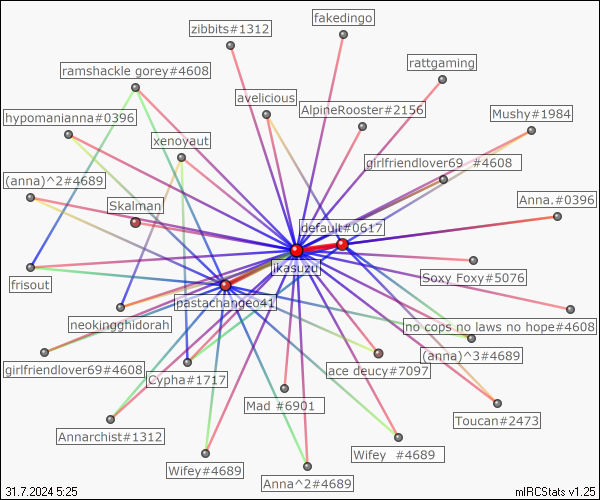 fakedingo
zibbits#1312
rattgaming
ramshackle gorey#4608
avelicious
AlpineRooster#2156
Mushy#1984
hypomanianna#0396
xenoyaut
girlfriendlover69 #4608
(anna)^2#4689
Skalman
Anna.#0396
default#0617
ikasuzu
Soxy Foxy#5076
frisout
pastachangeo41
neokingghidorah
no cops no laws no hope#4608
(anna)^3#4689
girlfriendlover69#4608
Cypha#1717
ace deucy#7097
Mad #6901
Toucan#2473
Annarchist#1312
Wifey #4689
Wifey#4689
Anna^2#4689
31.7.2024 5:25
mIRCStats v1.25